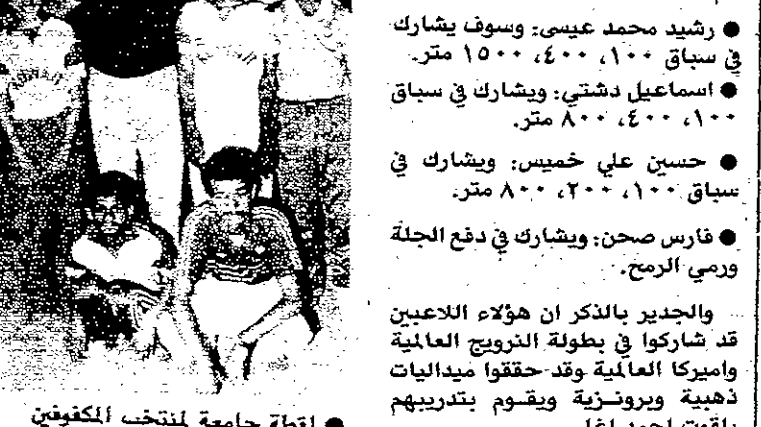 ● رشيد محمد عيسى: وسوف يشارك
في سباق ١٠٠، ٤٠٠، ١٥٠٠ متر.
● اسماعيل دشتي: ويشارك في سباق
١٠٠، ٤٠٠، ٨٠٠ متر.
● حسين علي خميس: ويشارك في
سباق ١٠٠، ٢٠٠، ٨٠٠ متر.
● فارس صحن: ويشارك في دفع الجلة
ورمي الرمح.
والجدير بالذكر ان هؤلاء اللاعبين
قد شاركوا في بطولة النرويج العالمية
واميركا العالمية وقد حققوا ميداليات
ذهبية وبرونزية ويقوم بتدريبهم
ياقوت احمد اغا
● لقطة جامعة لمنتخب المكفوفين